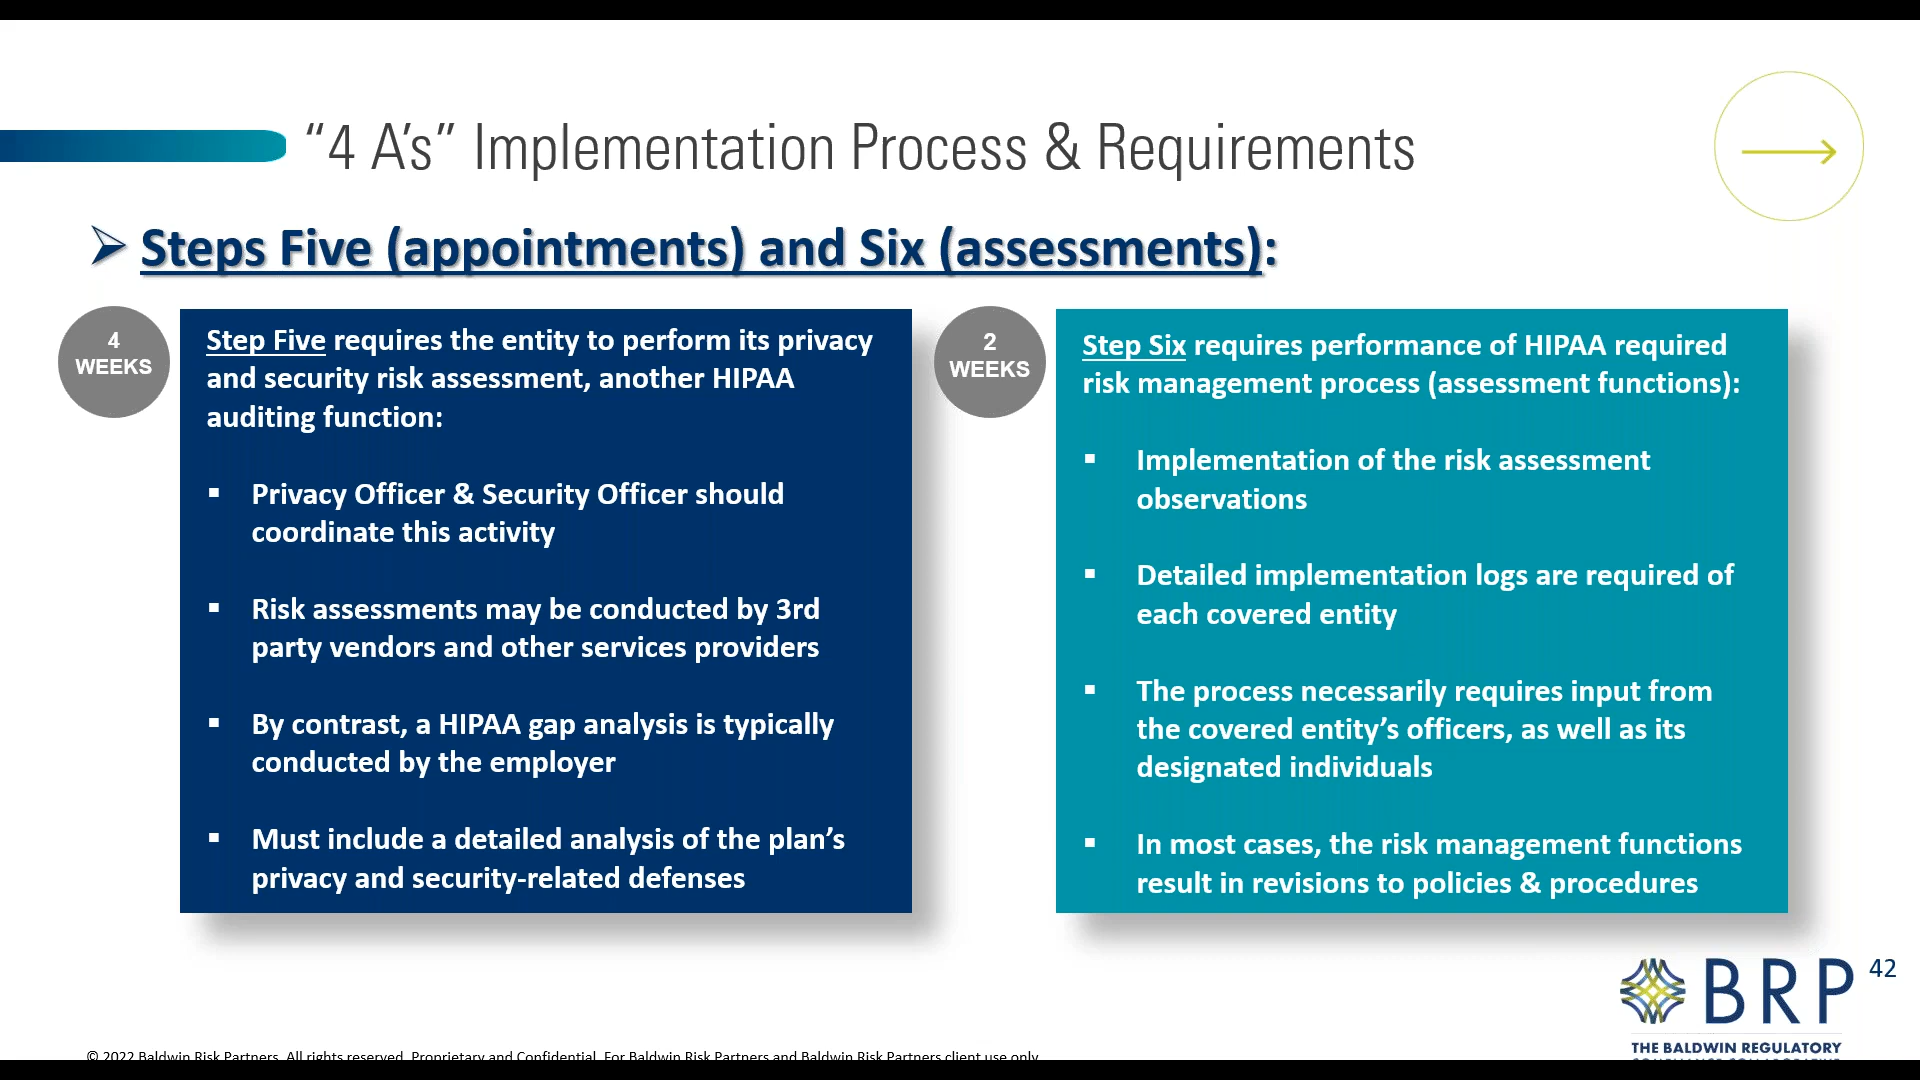 “4 A’s” Implementation Process & Requirements
Steps Five (appointments) and Six (assessments):
4
WEEKS
Step Five requires the entity to perform its privacy
and security risk assessment, another HIPAA
auditing function:
Privacy Officer & Security Officer should
coordinate this activity
Risk assessments may be conducted by 3rd
party vendors and other services providers
By contrast, a HIPAA gap analysis is typically
conducted by the employer
Must include a detailed analysis of the plan’s
privacy and security-related defenses
2
WEEKS
Step Six requires performance of HIPAA required
risk management process (assessment functions):
Implementation of the risk assessment
observations
Detailed implementation logs are required of
each covered entity
The process necessarily requires input from
the covered entity’s officers, as well as its
designated individuals
In most cases, the risk management functions
result in revisions to policies & procedures
BRP
42
THE BALDWIN REGULATORY
© 2022 Baldwin Risk Partners. All rights reserved. Proprietary and Confidential. For Baldwin Risk Partners and Baldwin Risk Partners client use only.